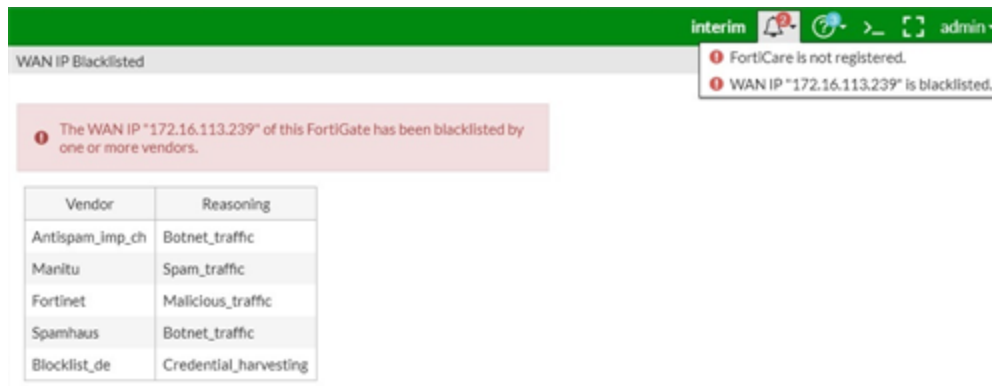 interim 2 3 >_ admin
WAN IP Blacklisted
FortiCare is not registered.
WAN IP "172.16.113.239" is blacklisted.
The WAN IP "172.16.113.239" of this FortiGate has been blacklisted by
one or more vendors.
Vendor Reasoning
Antispam_imp_ch Botnet_traffic
Manitu Spam_traffic
Fortinet Malicious_traffic
Spamhaus Botnet_traffic
Blocklist_de Credential_harvesting